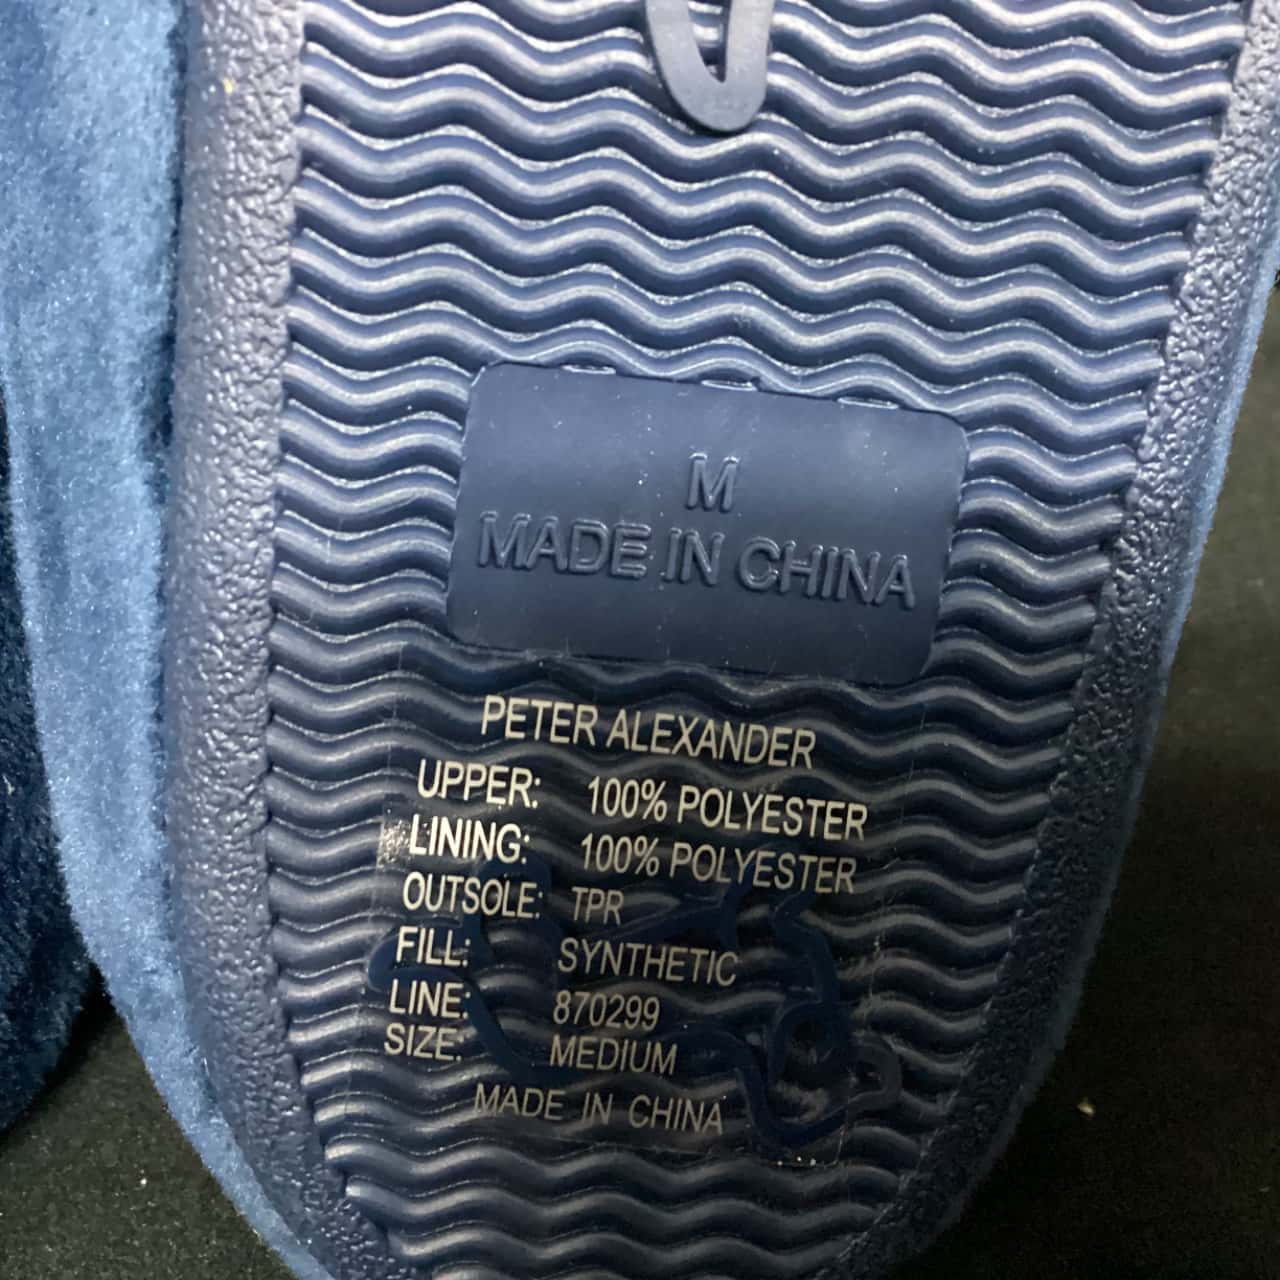 M
MADE IN CHINA
PETER ALEXANDER
UPPER: 100% POLYESTER
LINING: 100% POLYESTER
OUTSOLE: TPR
FILL: SYNTHETIC
LINE: 870299
SIZE: MEDIUM
MADE IN CHINA